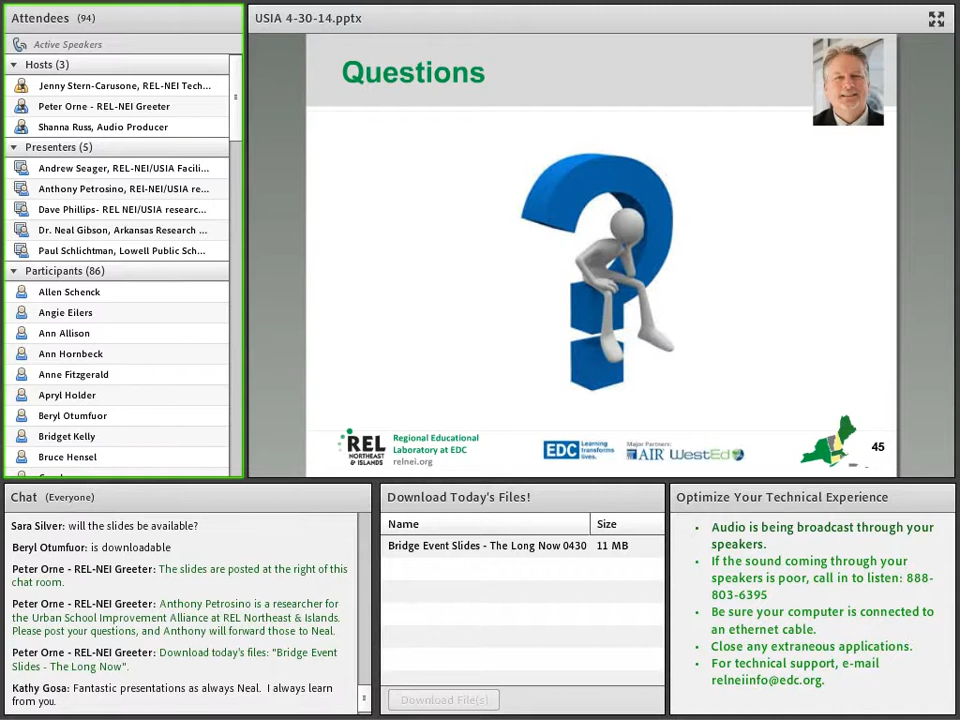 Attendees (94)
Active Speakers
Hosts (3)
Jenny Stern-Carusone, REL-NEI Tech...
Peter Orne - REL-NEI Greeter
Shanna Russ, Audio Producer
Presenters (5)
Andrew Seager, REL-NEI/USIA Facili...
Anthony Petrosino, REl-NEI/USIA re...
Dave Phillips- REL NEI/USIA researc...
Dr. Neal Gibson, Arkansas Research ...
Paul Schlichtman, Lowell Public Sch...
Participants (86)
Allen Schenck
Angie Eilers
Ann Allison
Ann Hornbeck
Anne Fitzgerald
Apryl Holder
Beryl Otumfuor
Bridget Kelly
Bruce Hensel
USIA 4-30-14.pptx
Questions
REL
NORTHEAST
& ISLANDS
Regional Educational
Laboratory at EDC
relnei.org
EDC Learning
transforms
lives.
Major Partners:
AIR WestEd
45
Chat (Everyone)
Sara Silver: will the slides be available?
Beryl Otumfuor: is downloadable
Peter Orne - REL-NEI Greeter: The slides are posted at the right of this
chat room.
Peter Orne - REL-NEI Greeter: Anthony Petrosino is a researcher for
the Urban School Improvement Alliance at REL Northeast & Islands.
Please post your questions, and Anthony will forward those to Neal.
Peter Orne - REL-NEI Greeter: Download today's files: "Bridge Event
Slides - The Long Now".
Kathy Gosa: Fantastic presentations as always Neal. I always learn
from you.
Download Today's Files!
Name Size
Bridge Event Slides - The Long Now 0430 11 MB
Download File(s)
Optimize Your Technical Experience
• Audio is being broadcast through your
speakers.
• If the sound coming through your
speakers is poor, call in to listen: 888-
803-6395
• Be sure your computer is connected to
an ethernet cable.
• Close any extraneous applications.
• For technical support, e-mail
relneiinfo@edc.org.